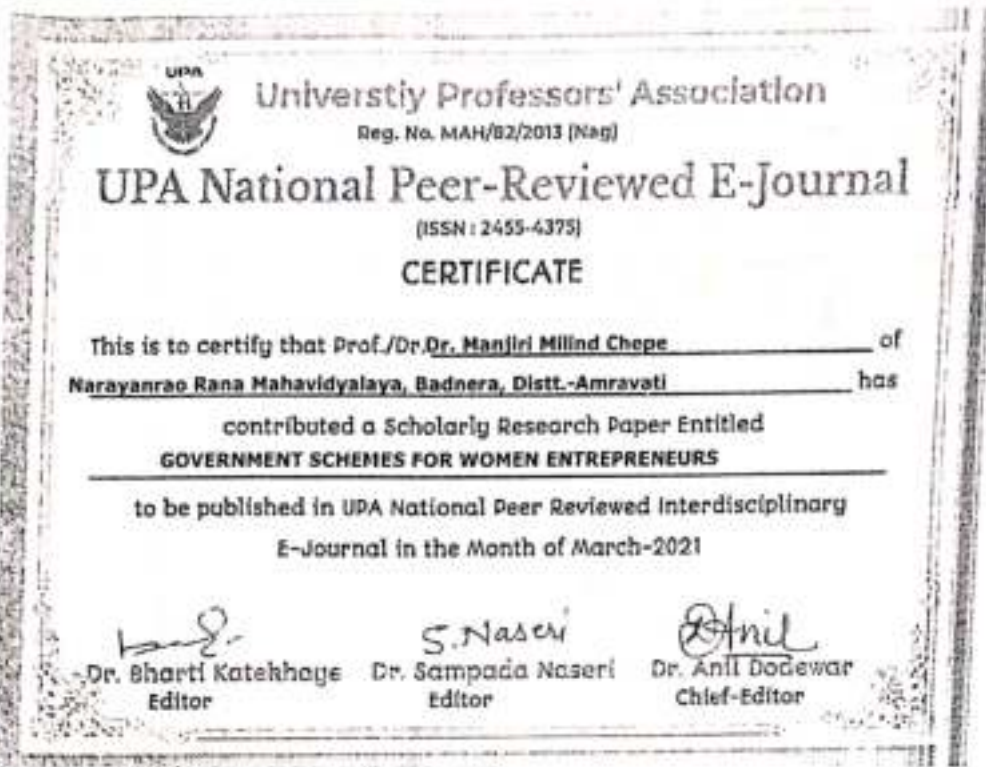 UPA
Universtiy Professors' Association
Reg. No. MAH/82/2013 (Nag)
UPA National Peer-Reviewed E-Journal
(ISSN : 2455-4375)
CERTIFICATE
This is to certify that Prof./Dr.Dr. Manjiri Milind Chepe of
Narayanrao Rana Mahavidyalaya, Badnera, Distt.-Amravati has
contributed a Scholarly Research Paper Entitled
GOVERNMENT SCHEMES FOR WOMEN ENTREPRENEURS
to be published in UPA National Peer Reviewed Interdisciplinary
E-Journal in the Month of March-2021
S. Naseri
Anil
Dr. Bharti Katekhaye Dr. Sampada Naseri Dr. Anil Dodewar
Editor Editor Chief-Editor